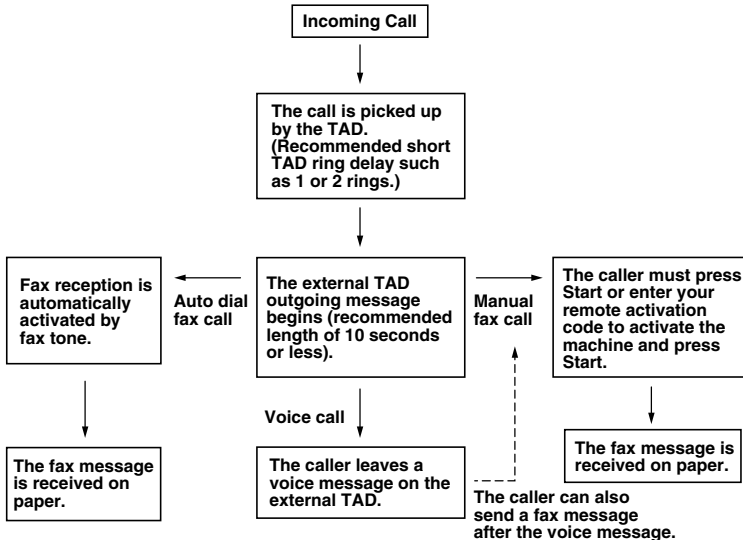 Incoming Call
The call is picked up
by the TAD.
(Recommended short
TAD ring delay such
as 1 or 2 rings.)
Fax reception is
automatically
activated by
fax tone.
Auto dial
fax call
The external TAD
outgoing message
begins (recommended
length of 10 seconds
or less).
Manual
fax call
The caller must press
Start or enter your
remote activation
code to activate the
machine and press
Start.
Voice call
The fax message
is received on
paper.
The caller leaves a
voice message on the
external TAD.
The caller can also
send a fax message
after the voice message.
The fax message is
received on paper.